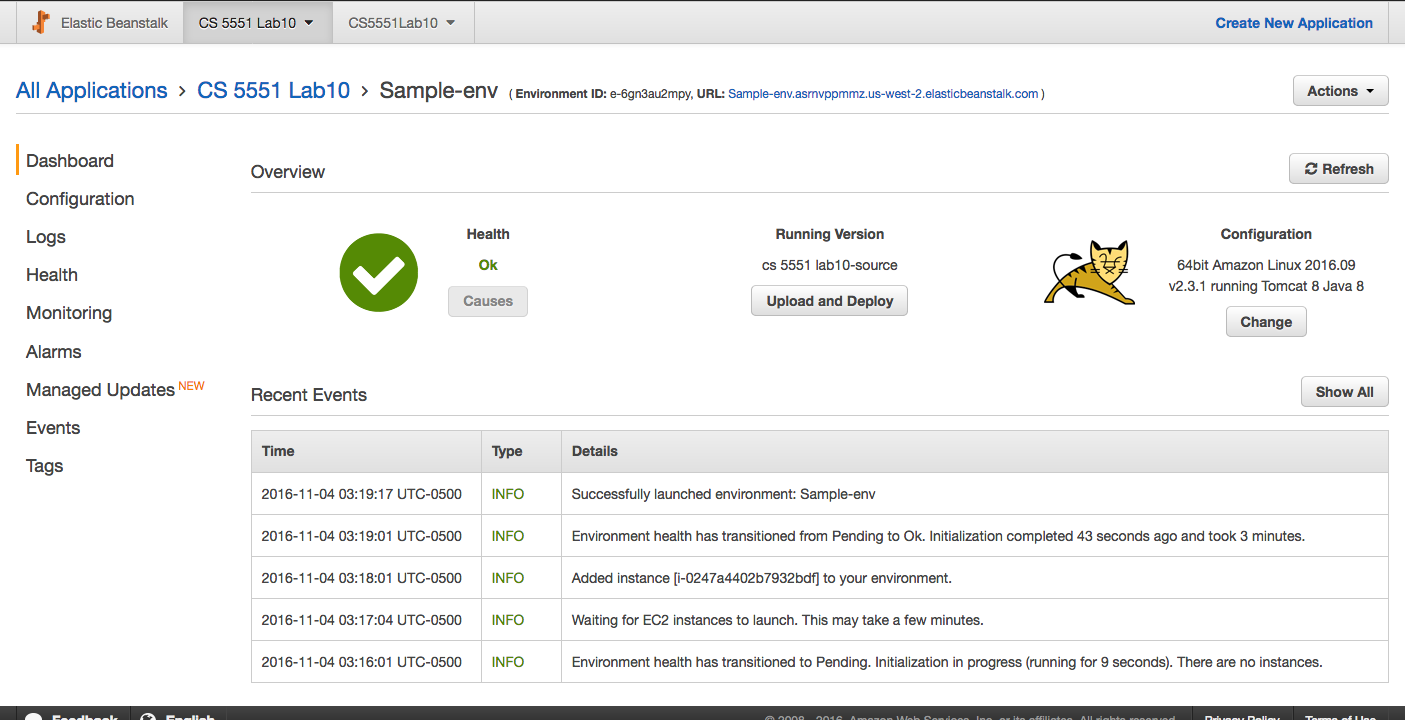 Elastic Beanstalk CS 5551 Lab10 CS5551Lab10 Create New Application
All Applications > CS 5551 Lab10 > Sample-env ( Environment ID: e-6gn3au2mpy, URL: Sample-env.asrnvppmmz.us-west-2.elasticbeanstalk.com ) Actions
Dashboard
Configuration
Logs
Health
Monitoring
Alarms
Managed Updates NEW
Events
Tags
Overview Refresh
Health
Ok
Causes
Running Version
cs 5551 lab10-source
Upload and Deploy
Configuration
64bit Amazon Linux 2016.09
v2.3.1 running Tomcat 8 Java 8
Change
Recent Events Show All
Time Type Details
2016-11-04 03:19:17 UTC-0500 INFO Successfully launched environment: Sample-env
2016-11-04 03:19:01 UTC-0500 INFO Environment health has transitioned from Pending to Ok. Initialization completed 43 seconds ago and took 3 minutes.
2016-11-04 03:18:01 UTC-0500 INFO Added instance [i-0247a4402b7932bdf] to your environment.
2016-11-04 03:17:04 UTC-0500 INFO Waiting for EC2 instances to launch. This may take a few minutes.
2016-11-04 03:16:01 UTC-0500 INFO Environment health has transitioned to Pending. Initialization in progress (running for 9 seconds). There are no instances.
Feedback English © 2008 - 2016, Amazon Web Services, Inc. or its affiliates. All rights reserved. Privacy Policy Terms of Use